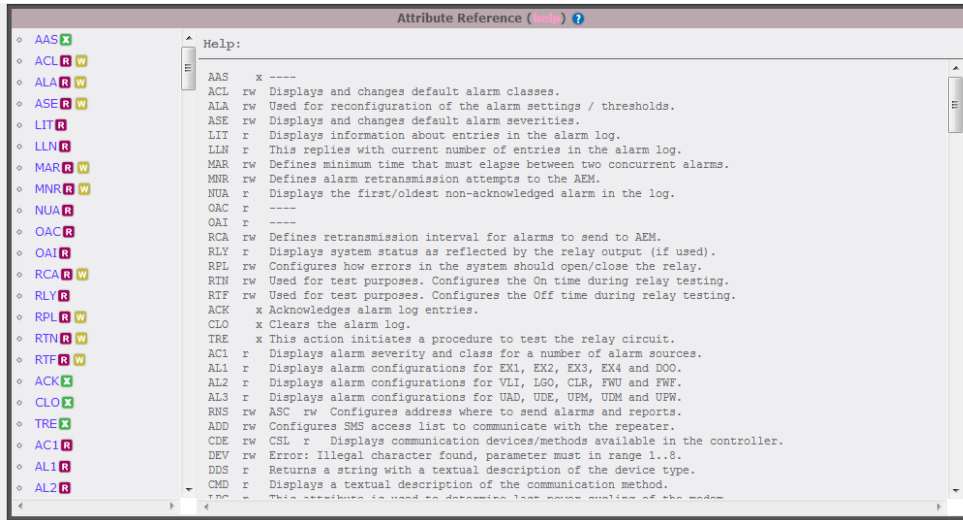 Attribute Reference (help) ?
AAS X
ACL R W
ALA R W
ASE R W
LIT R
LLN R
MAR R W
MNR R W
NUA R
OAC R
OAI R
RCA R W
RLY R
RPL R W
RTN R W
RTF R W
ACK X
CLO X
TRE X
AC1 R
AL1 R
AL2 R
Help:
AAS x ----
ACL rw Displays and changes default alarm classes.
ALA rw Used for reconfiguration of the alarm settings / thresholds.
ASE rw Displays and changes default alarm severities.
LIT r Displays information about entries in the alarm log.
LLN r This replies with current number of entries in the alarm log.
MAR rw Defines minimum time that must elapse between two concurrent alarms.
MNR rw Defines alarm retransmission attempts to the AEM.
NUA r Displays the first/oldest non-acknowledged alarm in the log.
OAC r ----
OAI r ----
RCA rw Defines retransmission interval for alarms to send to AEM.
RLY r Displays system status as reflected by the relay output (if used).
RPL rw Configures how errors in the system should open/close the relay.
RTN rw Used for test purposes. Configures the On time during relay testing.
RTF rw Used for test purposes. Configures the Off time during relay testing.
ACK x Acknowledges alarm log entries.
CLO x Clears the alarm log.
TRE x This action initiates a procedure to test the relay circuit.
AC1 r Displays alarm severity and class for a number of alarm sources.
AL1 r Displays alarm configurations for EX1, EX2, EX3, EX4 and DOO.
AL2 r Displays alarm configurations for VLI, LGO, CLR, FWU and FWF.
AL3 r Displays alarm configurations for UAD, UDE, UPM, UDM and UPW.
RNS rw ASC rw Configures address where to send alarms and reports.
ADD rw Configures SMS access list to communicate with the repeater.
CDE rw CSL r Displays communication devices/methods available in the controller.
DEV rw Error: Illegal character found, parameter must in range 1..8.
DDS r Returns a string with a textual description of the device type.
CMD r Displays a textual description of the communication method.
LPC r This attribute is used to determine last power cycling of the modem.